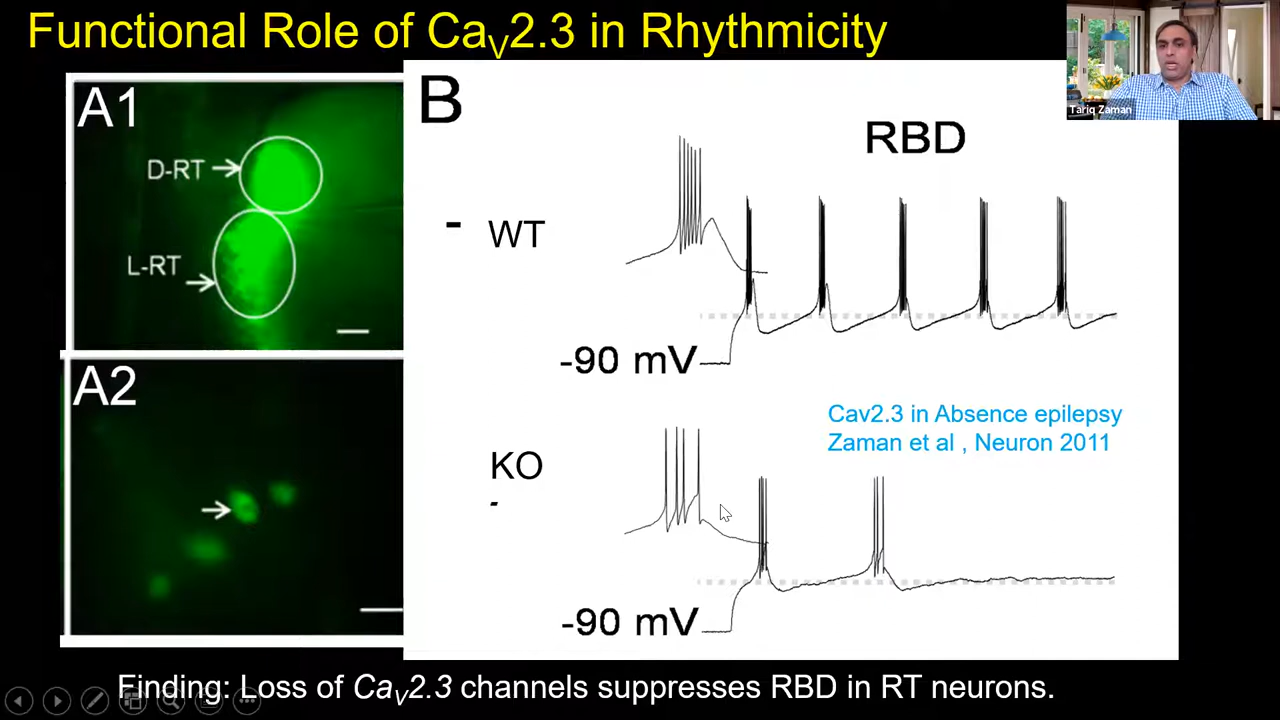 Functional Role of CaV2.3 in Rhythmicity
Tariq Zaman
A1
D-RT
L-RT
A2
B
RBD
- WT
-90 mV
Cav2.3 in Absence epilepsy
Zaman et al , Neuron 2011
KO
-
-90 mV
Finding: Loss of CaV2.3 channels suppresses RBD in RT neurons.